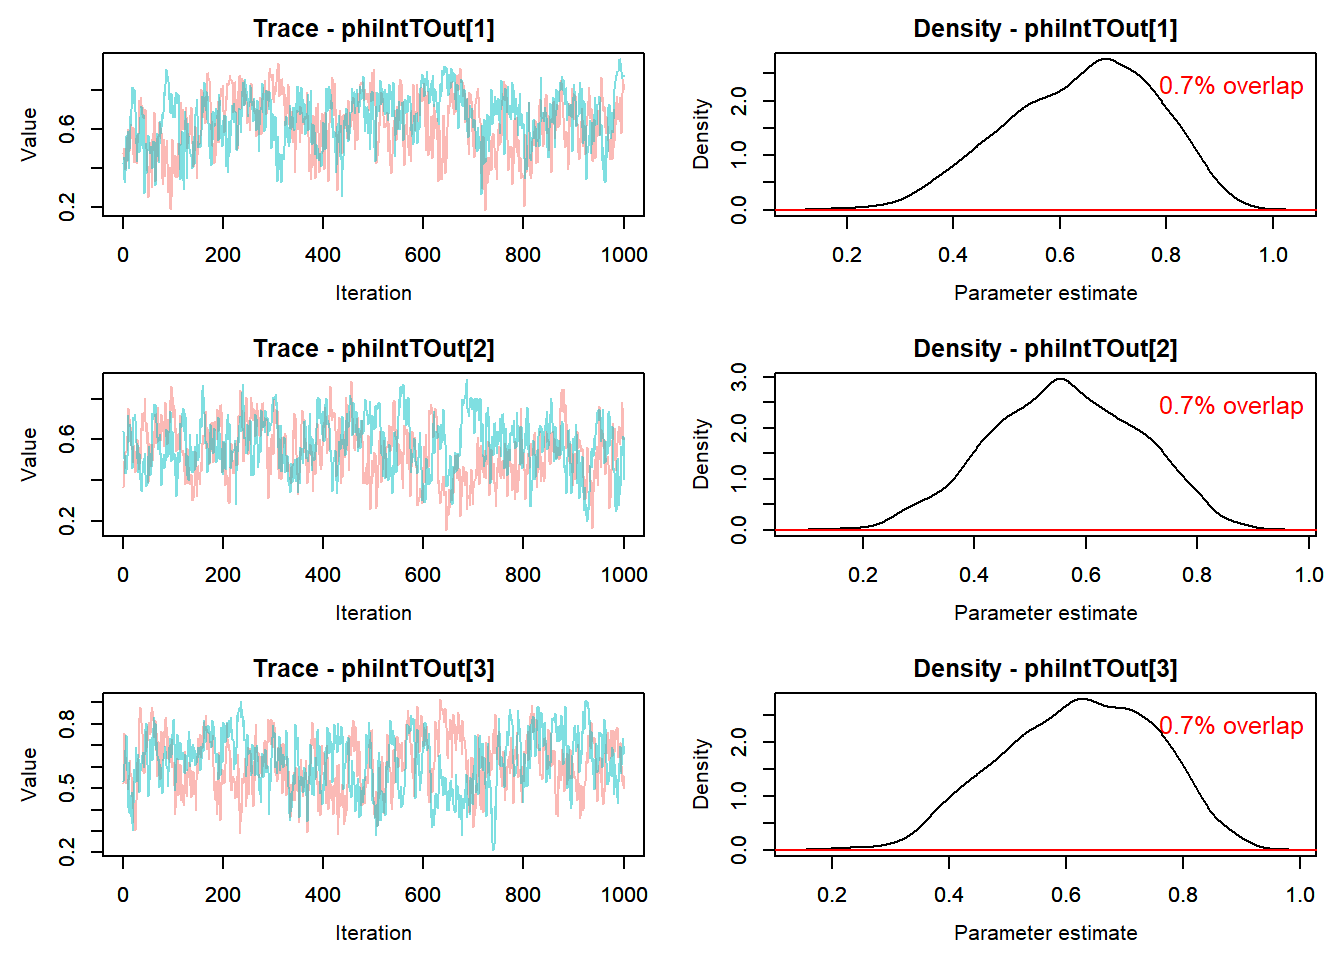 Trace - phiIntTOut[1]
Value
0.2
0.6
0 200 400 600 800 1000
Iteration
Density - phiIntTOut[1]
0.7% overlap
Density
0.0 1.0 2.0
0.2 0.4 0.6 0.8 1.0
Parameter estimate
Trace - phiIntTOut[2]
Value
0.2 0.6
0 200 400 600 800 1000
Iteration
Density - phiIntTOut[2]
0.7% overlap
Density
0.0 1.0 2.0 3.0
0.2 0.4 0.6 0.8 1.0
Parameter estimate
Trace - phiIntTOut[3]
Value
0.2 0.5 0.8
0 200 400 600 800 1000
Iteration
Density - phiIntTOut[3]
0.7% overlap
Density
0.0 1.0 2.0
0.2 0.4 0.6 0.8 1.0
Parameter estimate